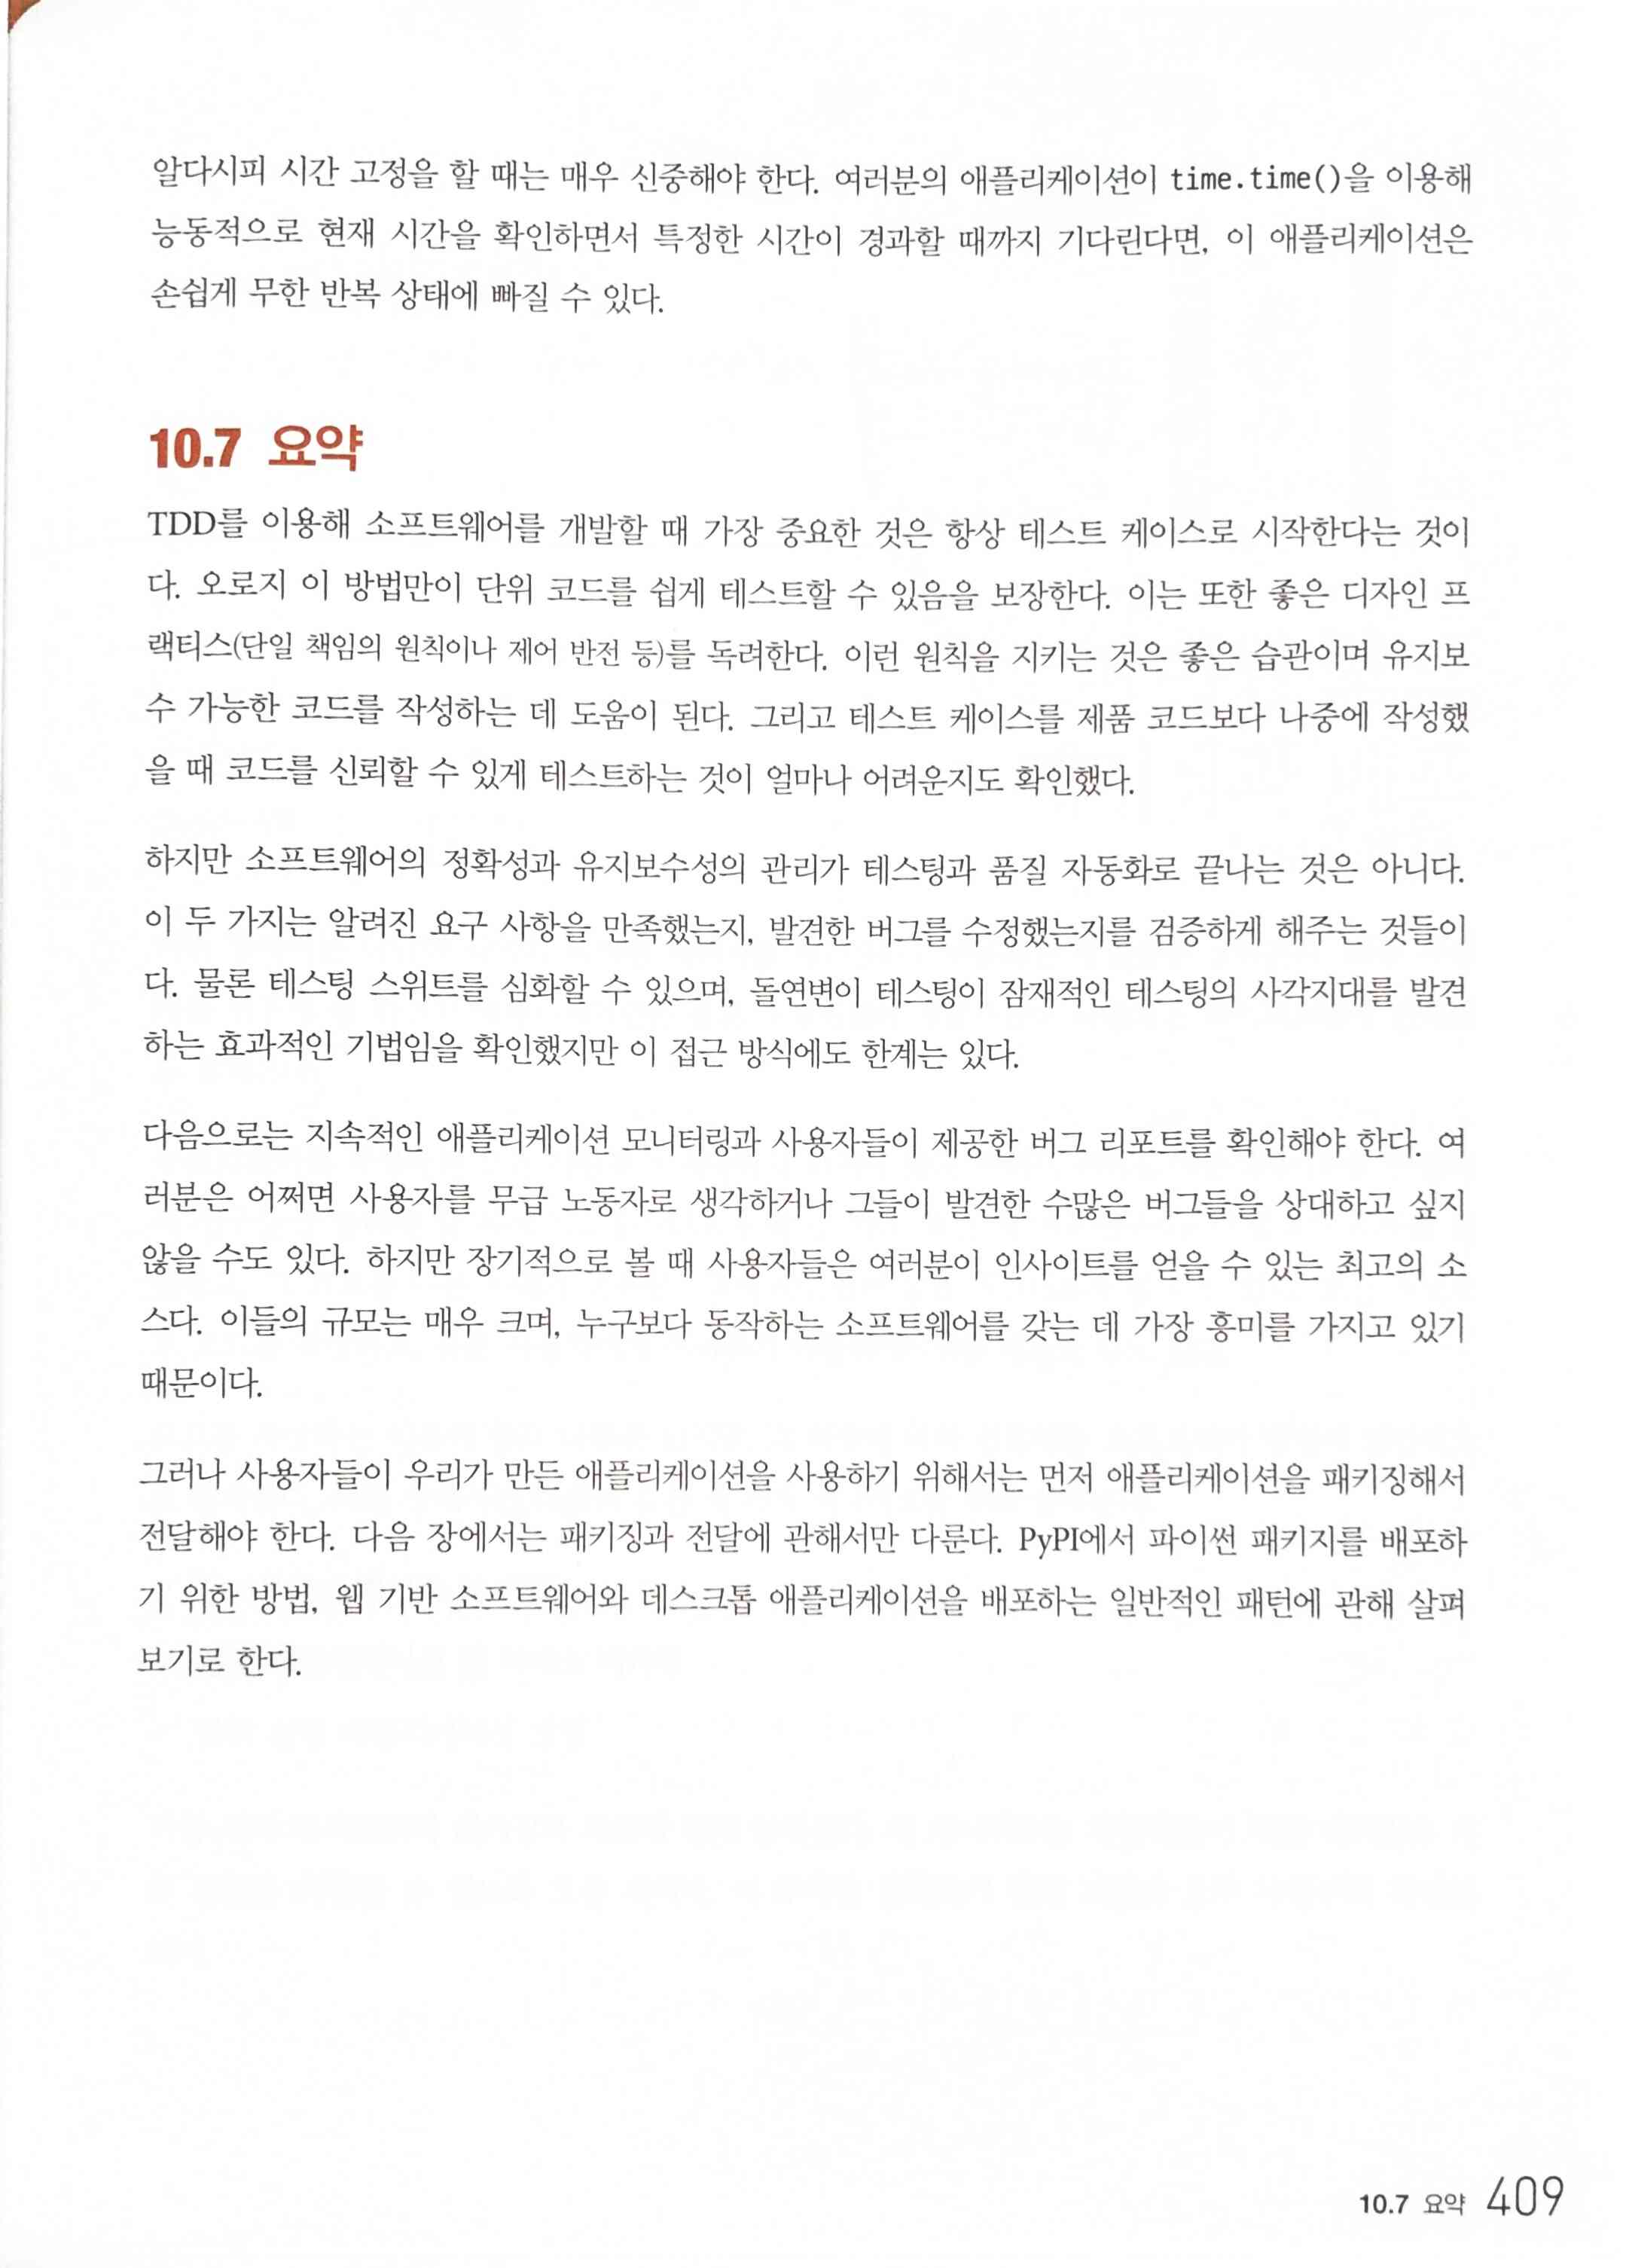 알다시피 시간 고정을 할 때는 매우 신중해야 한다. 여러분의 애플리케이션이 time.time()을 이용해
능동적으로 현재 시간을 확인하면서 특정한 시간이 경과할 때까지 기다린다면, 이 애플리케이션은
손쉽게 무한 반복 상태에 빠질 수 있다.
10.7 요약
TDD를 이용해 소프트웨어를 개발할 때 가장 중요한 것은 항상 테스트 케이스로 시작한다는 것이
다. 오로지 이 방법만이 단위 코드를 쉽게 테스트할 수 있음을 보장한다. 이는 또한 좋은 디자인 프
랙티스(단일 책임의 원칙이나 제어 반전 등)를 독려한다. 이런 원칙을 지키는 것은 좋은 습관이며 유지보
수 가능한 코드를 작성하는 데 도움이 된다. 그리고 테스트 케이스를 제품 코드보다 나중에 작성했
을 때 코드를 신뢰할 수 있게 테스트하는 것이 얼마나 어려운지도 확인했다.
하지만 소프트웨어의 정확성과 유지보수성의 관리가 테스팅과 품질 자동화로 끝나는 것은 아니다.
이 두 가지는 알려진 요구 사항을 만족했는지, 발견한 버그를 수정했는지를 검증하게 해주는 것들이
다. 물론 테스팅 스위트를 심화할 수 있으며, 돌연변이 테스팅이 잠재적인 테스팅의 사각지대를 발견
하는 효과적인 기법임을 확인했지만 이 접근 방식에도 한계는 있다.
다음으로는 지속적인 애플리케이션 모니터링과 사용자들이 제공한 버그 리포트를 확인해야 한다. 여
러분은 어쩌면 사용자를 무급 노동자로 생각하거나 그들이 발견한 수많은 버그들을 상대하고 싶지
않을 수도 있다. 하지만 장기적으로 볼 때 사용자들은 여러분이 인사이트를 얻을 수 있는 최고의 소
스다. 이들의 규모는 매우 크며, 누구보다 동작하는 소프트웨어를 갖는 데 가장 흥미를 가지고 있기
때문이다.
그러나 사용자들이 우리가 만든 애플리케이션을 사용하기 위해서는 먼저 애플리케이션을 패키징해서
전달해야 한다. 다음 장에서는 패키징과 전달에 관해서만 다룬다. PyPI에서 파이썬 패키지를 배포하
기 위한 방법, 웹 기반 소프트웨어와 데스크톱 애플리케이션을 배포하는 일반적인 패턴에 관해 살펴
보기로 한다.
10.7 요약 409